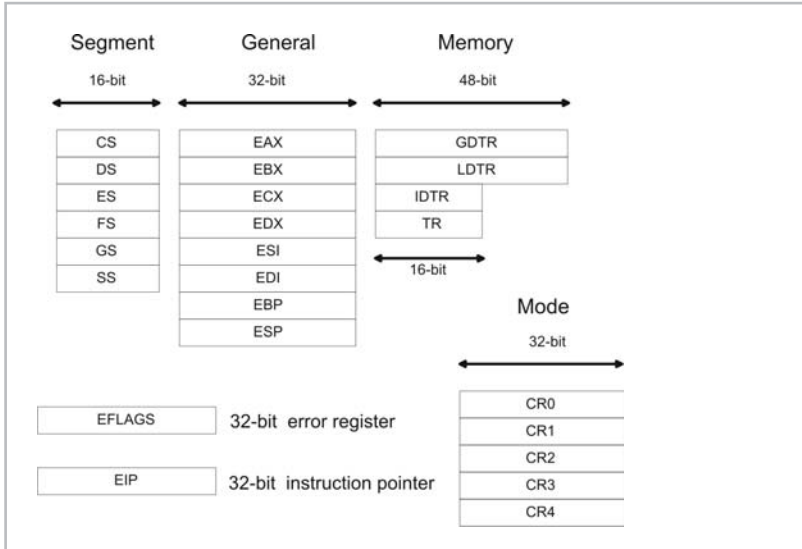 Segment
General
Memory
16-bit
32-bit
48-bit
CS
DS
ES
FS
GS
SS
EAX
EBX
ECX
EDX
ESI
EDI
EBP
ESP
GDTR
LDTR
IDTR
TR
16-bit
Mode
32-bit
CR0
CR1
CR2
CR3
CR4
EFLAGS
32-bit error register
EIP
32-bit instruction pointer